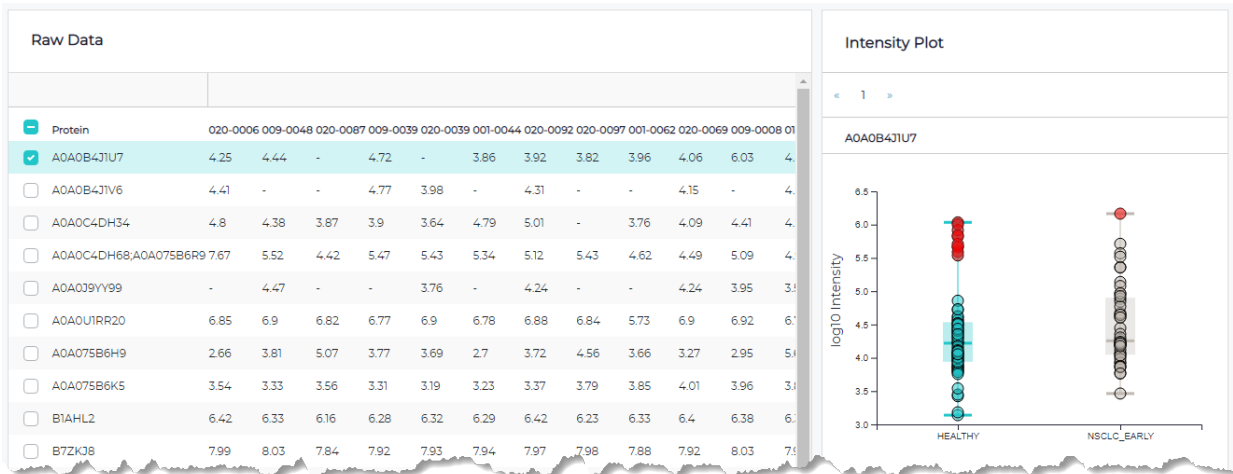 Raw Data
Protein 020-0006 009-0048 020-0087 009-0039 020-0039 001-0044 020-0092 020-0097 001-0062 020-0069 009-0008 01
A0A0B4J1U7 4.25 4.44 - 4.72 - 3.86 3.92 3.82 3.96 4.06 6.03 4.
A0A0B4J1V6 4.41 - - 4.77 3.98 - 4.31 - - 4.15 - 4.
A0A0C4DH34 4.8 4.38 3.87 3.9 3.64 4.79 5.01 - 3.76 4.09 4.41 4.
A0A0C4DH68;A0A075B6R9 7.67 5.52 4.42 5.47 5.43 5.34 5.12 5.43 4.62 4.49 5.09 4.
A0A0J9YY99 - 4.47 - - 3.76 - 4.24 - - 4.24 3.95
A0A0U1RR20 6.85 6.9 6.82 6.77 6.9 6.78 6.88 6.84 5.73 6.9 6.92
A0A075B6H9 2.66 3.81 5.07 3.77 3.69 2.7 3.72 4.56 3.66 3.27 2.95
A0A075B6K5 3.54 3.33 3.56 3.31 3.19 3.23 3.37 3.79 3.85 4.01 3.96
B1AHL2 6.42 6.33 6.16 6.28 6.32 6.29 6.42 6.23 6.33 6.4 6.38
B7ZKJ8 7.99 8.03 7.84 7.92 7.93 7.94 7.97 7.98 7.88 7.92 8.03
Intensity Plot
« 1 »
A0A0B4J1U7
log10 Intensity
6.5
6.0
5.5
5.0
4.5
4.0
3.5
3.0
HEALTHY NSCLC_EARLY